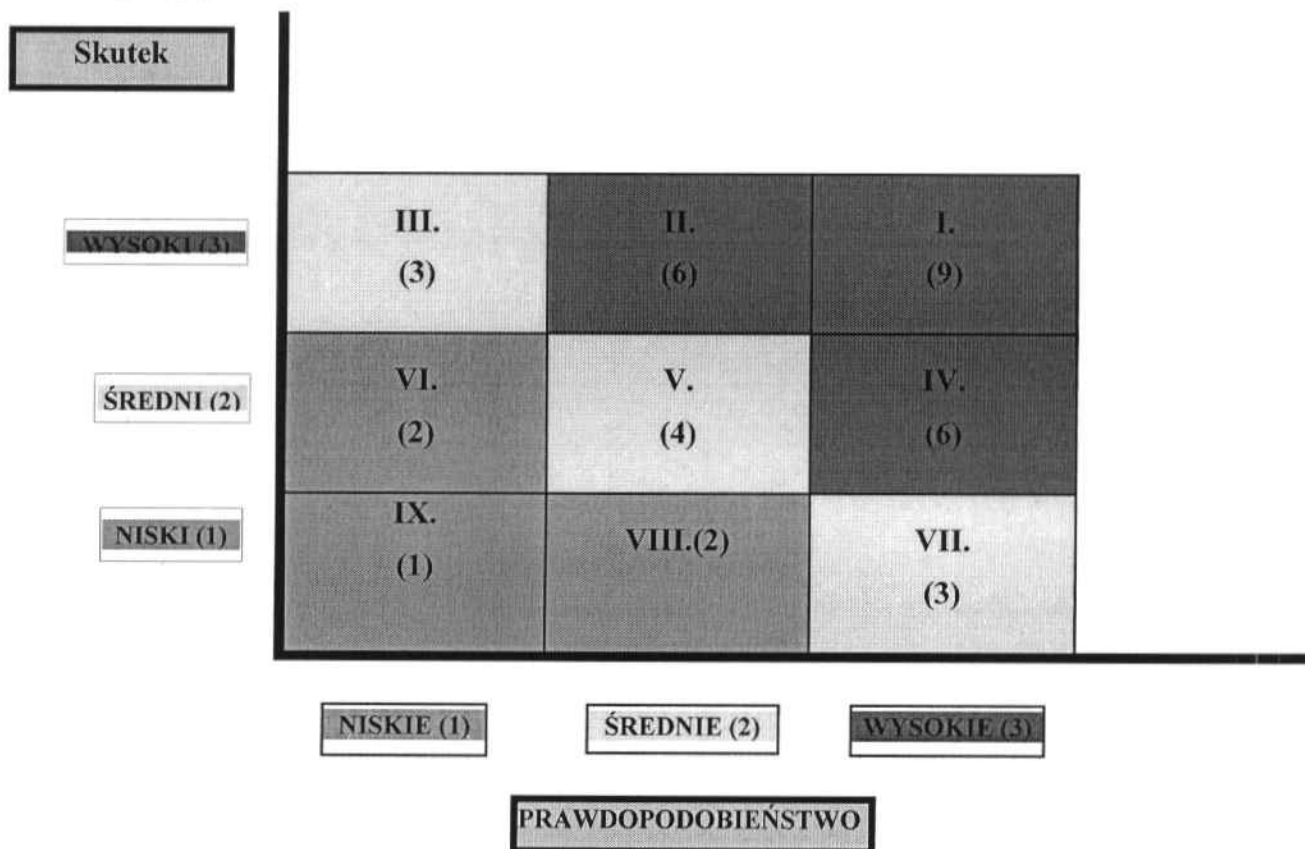 Skutek
WYSOKI (3)
III.
(3)
II.
(6)
I.
(9)
ŚREDNI (2)
VI.
(2)
V.
(4)
IV.
(6)
NISKI (1)
IX.
(1)
VIII.(2)
VII.
(3)
NISKIE (1)
ŚREDNIE (2)
WYSOKIE (3)
PRAWDOPODOBIEŃSTWO